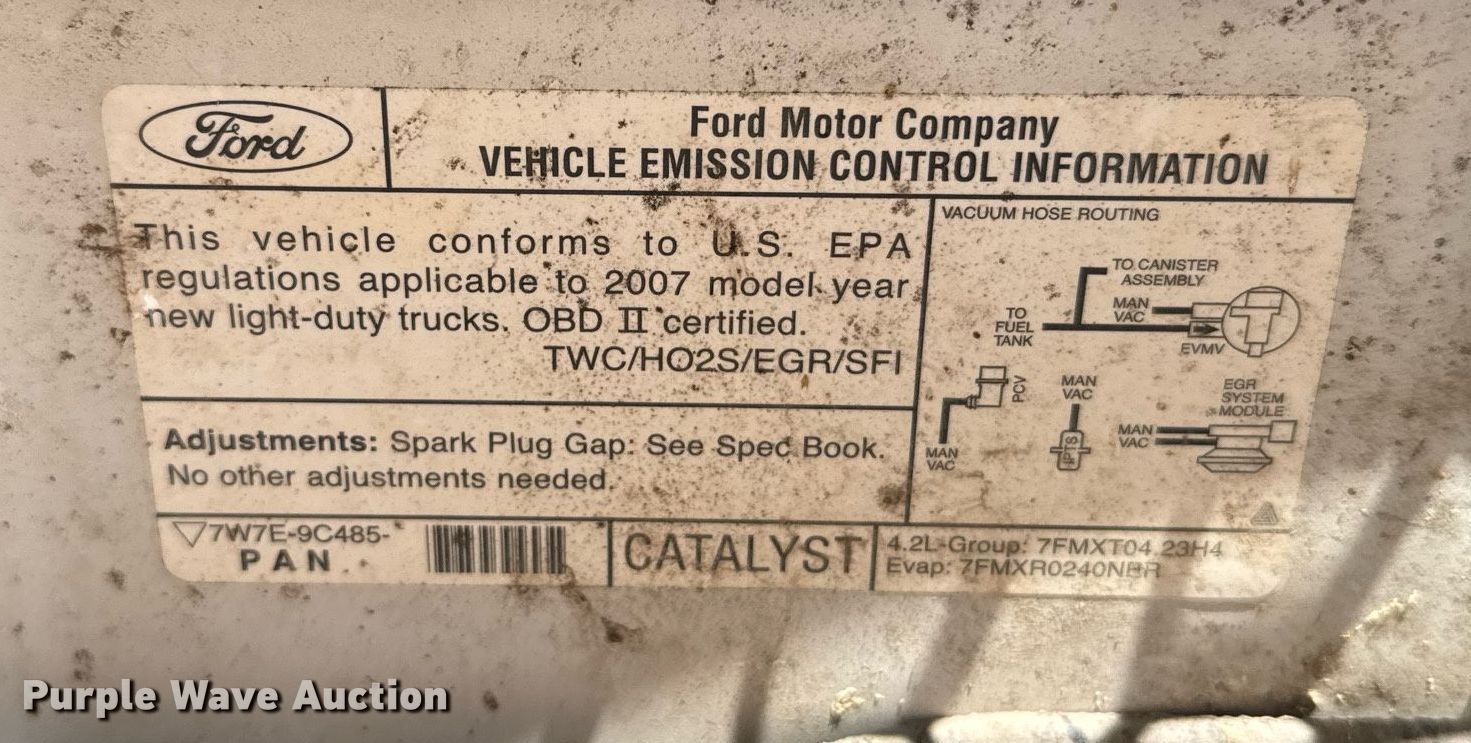 Ford
Ford Motor Company
VEHICLE EMISSION CONTROL INFORMATION
This vehicle conforms to U.S. EPA
regulations applicable to 2007 model year
new light-duty trucks. OBD II certified.
TWC/HO2S/EGR/SFI
Adjustments: Spark Plug Gap: See Spec Book.
No other adjustments needed.
VACUUM HOSE ROUTING
TO CANISTER
ASSEMBLY
MAN
VAC
TO
FUEL
TANK
EVMV
PCV
MAN
VAC
MAN
VAC
PTS
EGR
SYSTEM
MODULE
MAN
VAC
7W7E-9C485-
PAN
CATALYST
4.2L-Group: 7FMXT04.23H4
Evap: 7FMXR0240NBR
Purple Wave Auction